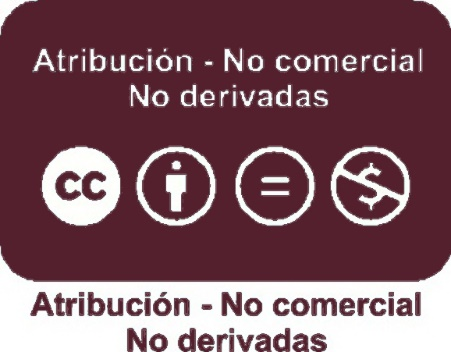 Atribución - No comercial
No derivadas
CC
=
$
Atribución - No comercial
No derivadas